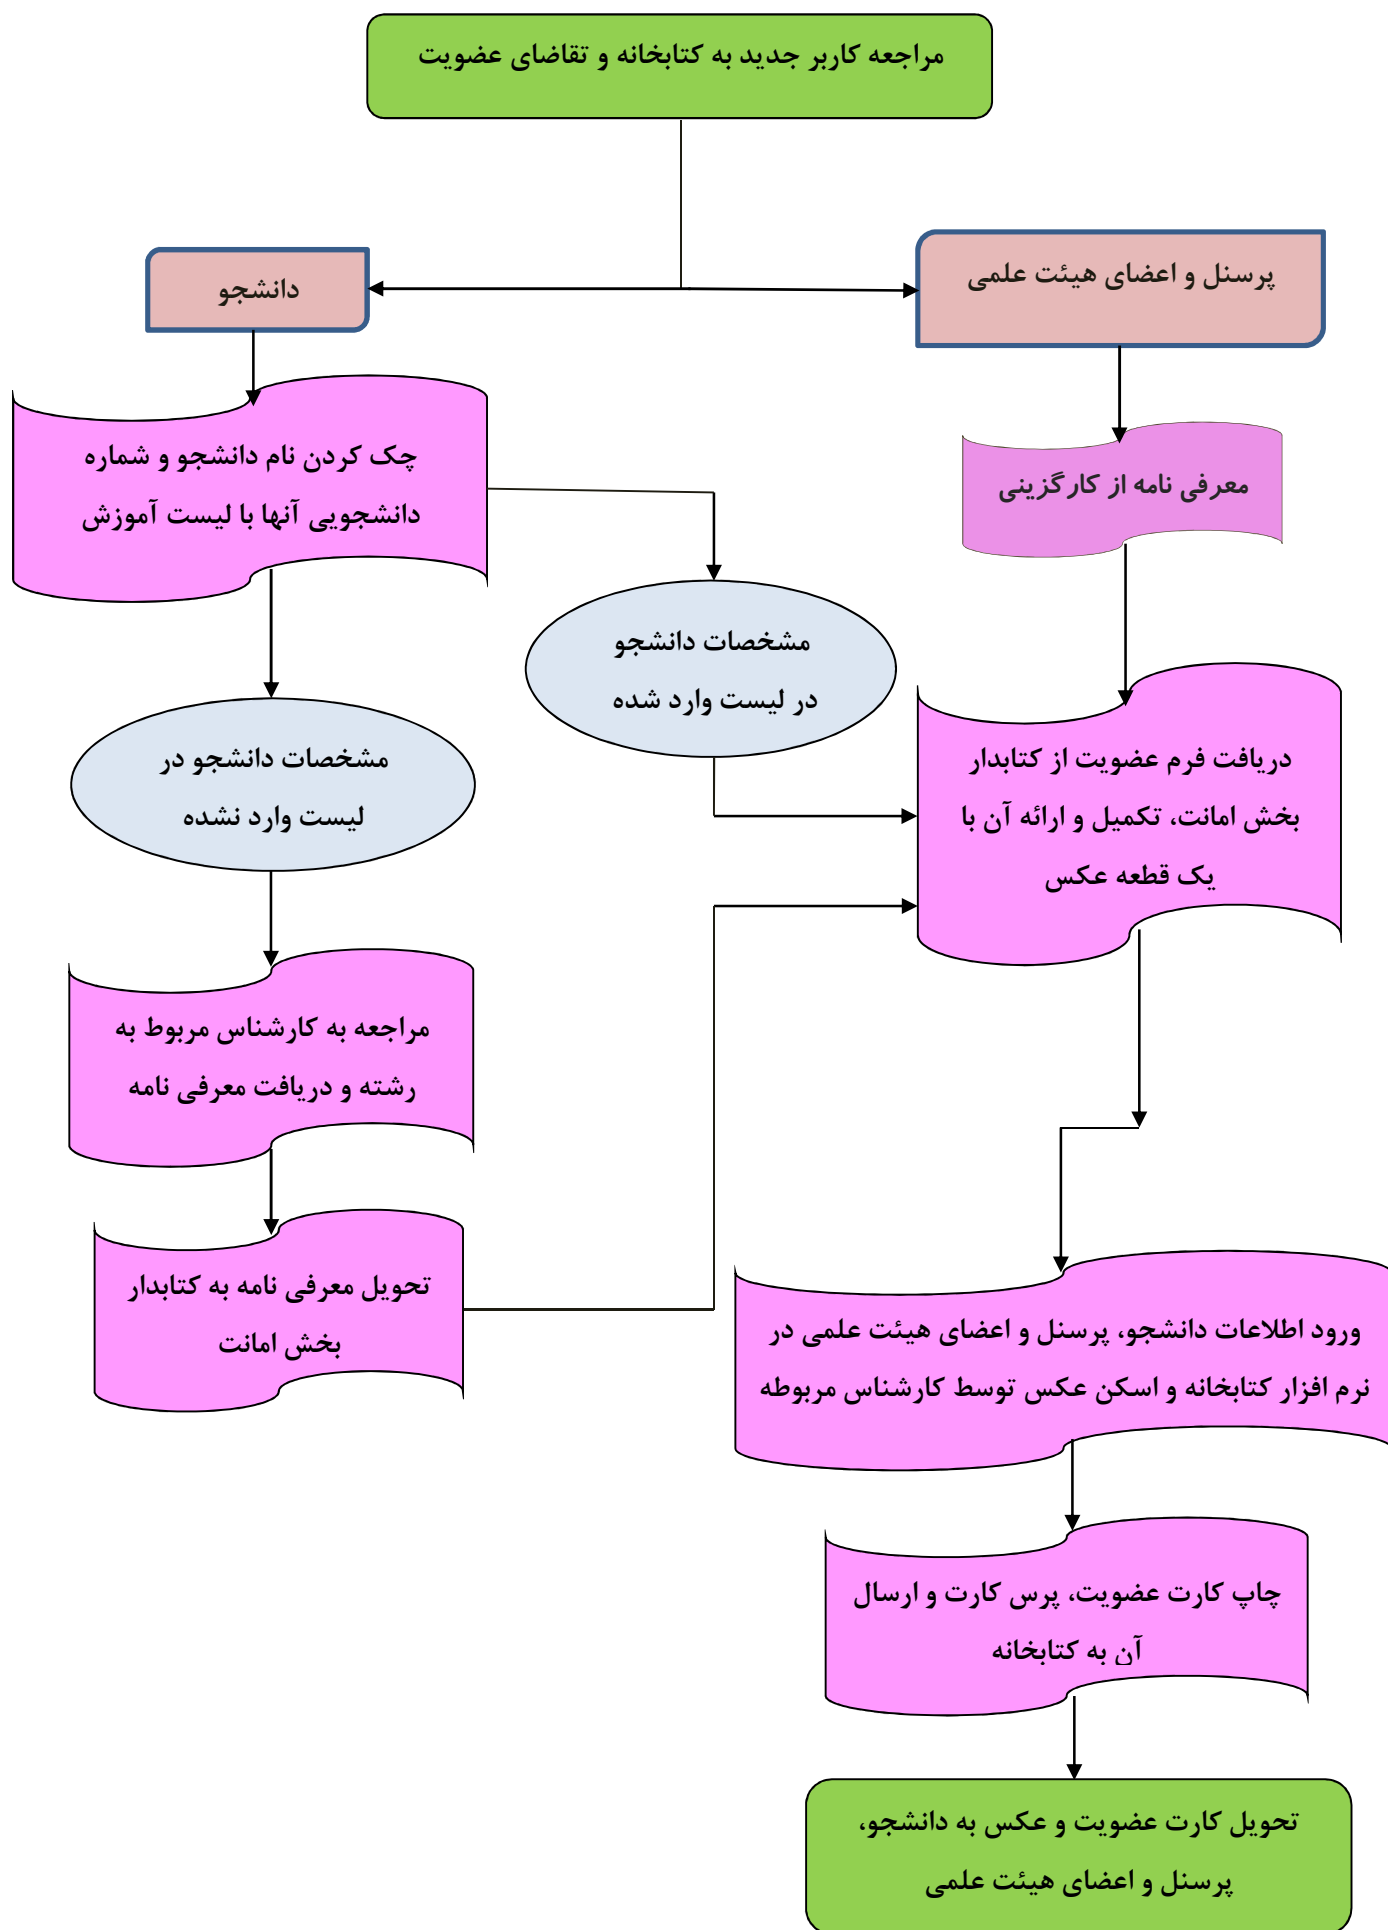 مراجعه کاربر جدید به کتابخانه و تقاضای عضویت
پرسنل و اعضای هیئت علمی
دانشجو
چک کردن نام دانشجو و شماره
دانشجویی آنها با لیست آموزش
معرفی نامه از کارگزینی
مشخصات دانشجو
در لیست وارد شده
مشخصات دانشجو در
لیست وارد نشده
دریافت فرم عضویت از کتابدار
بخش امانت، تکمیل و ارائه آن با
یک قطعه عکس
مراجعه به کارشناس مربوط به
رشته و دریافت معرفی نامه
تحویل معرفی نامه به کتابدار
بخش امانت
ورود اطلاعات دانشجو، پرسنل و اعضای هیئت علمی در
نرم افزار کتابخانه و اسکن عکس توسط کارشناس مربوطه
چاپ کارت عضویت، پرس کارت و ارسال
آن به کتابخانه
تحویل کارت عضویت و عکس به دانشجو،
پرسنل و اعضای هیئت علمی